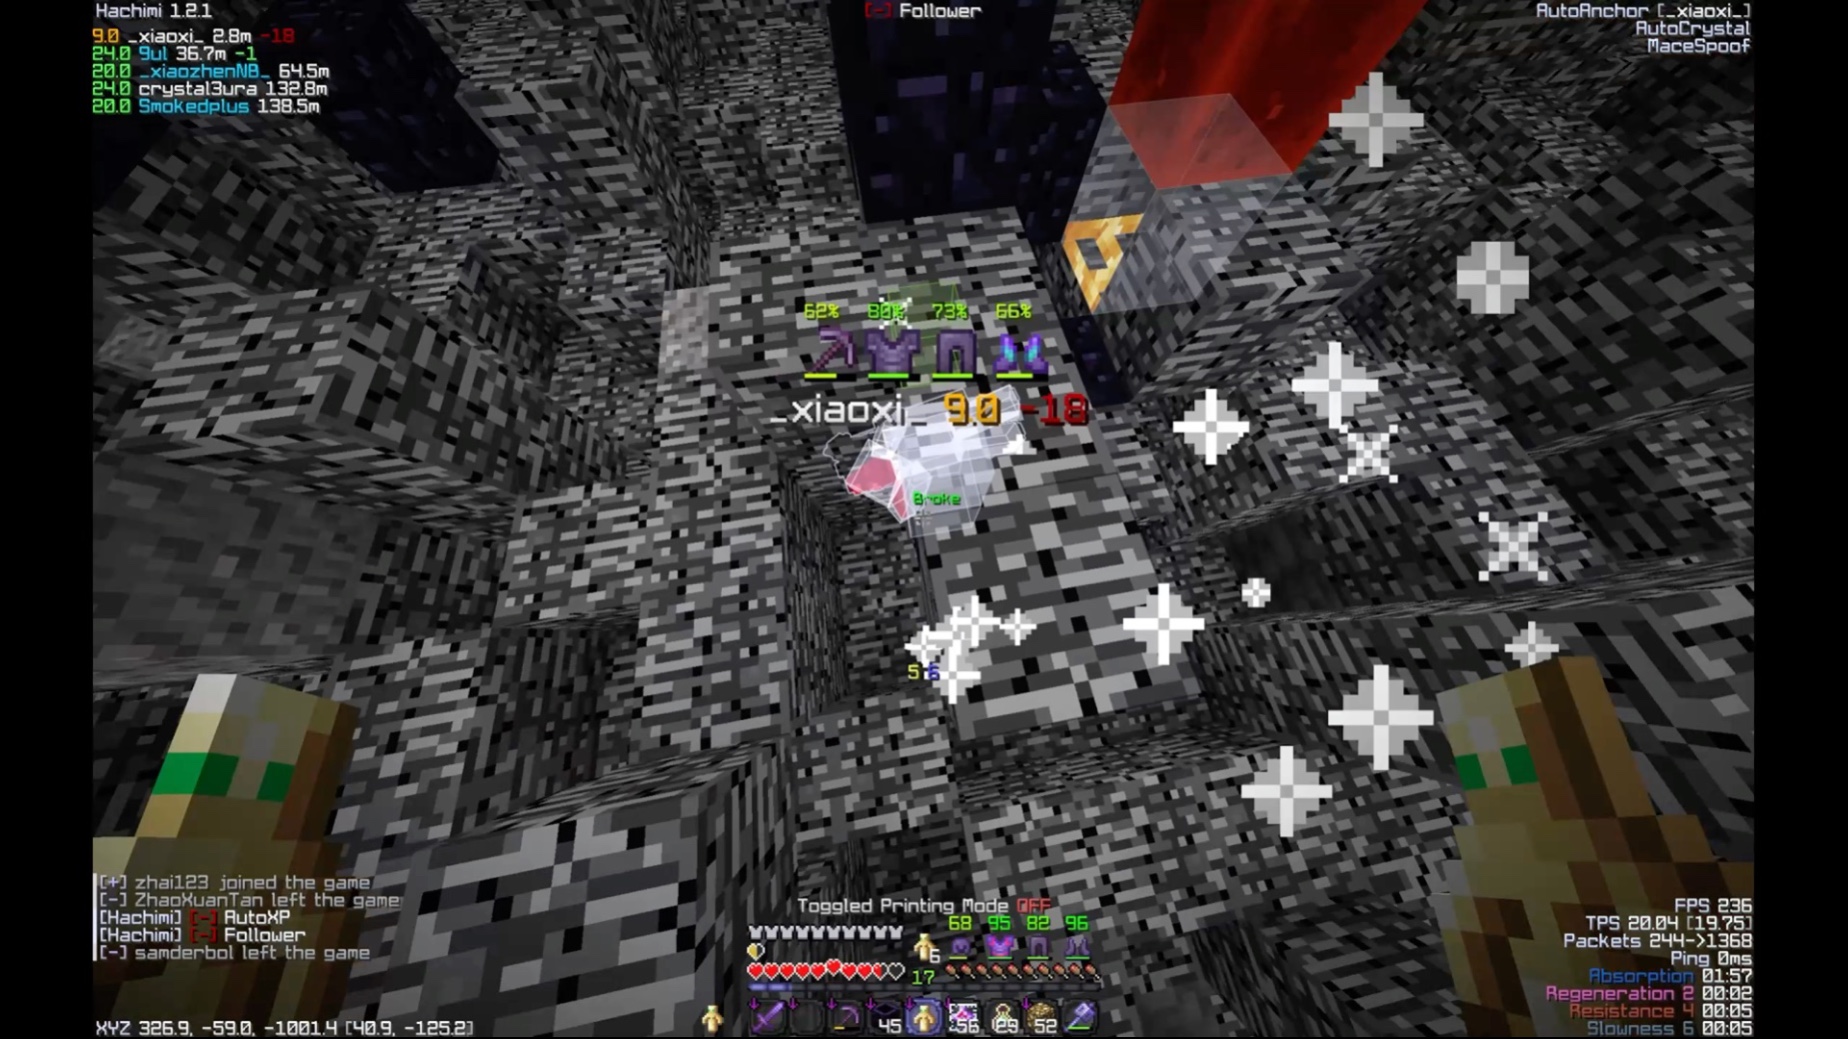 Hachimi 1.2.1
9.0 _xiaoxi_ 2.8m -18
24.0 9ul 36.7m -1
20.0 _xiaozhenNB_ 64.5m
24.0 crystal3ura 132.8m
20.0 Smokedplus 138.5m
[-] Follower
AutoAnchor [_xiaoxi_]
AutoCrystal
MaceSpoof
62% 80% 73% 66%
_xiaoxi_ 9.0 -18
Broke
5 6
[+] zhai123 joined the game
[-] ZhaoXuanTan left the game
[Hachimi] [-] AutoXP
[Hachimi] [-] Follower
[-] samderbol left the game
XYZ 326.9, -59.0, -1001.4 [40.9, -125.2]
Toggled Printing Mode OFF
68 95 82 96
6
17
45 56 29 52
FPS 236
TPS 20.04 [19.75]
Packets 244->1368
Ping 0ms
Absorption 01:57
Regeneration 2 00:02
Resistance 4 00:05
Slowness 6 00:05